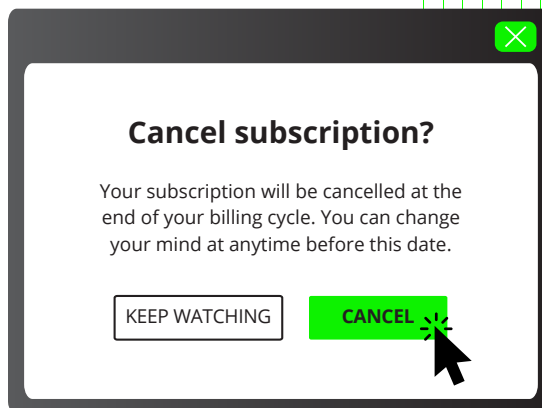 Cancel subscription?
Your subscription will be cancelled at the
end of your billing cycle. You can change
your mind at anytime before this date.
KEEP WATCHING
CANCEL